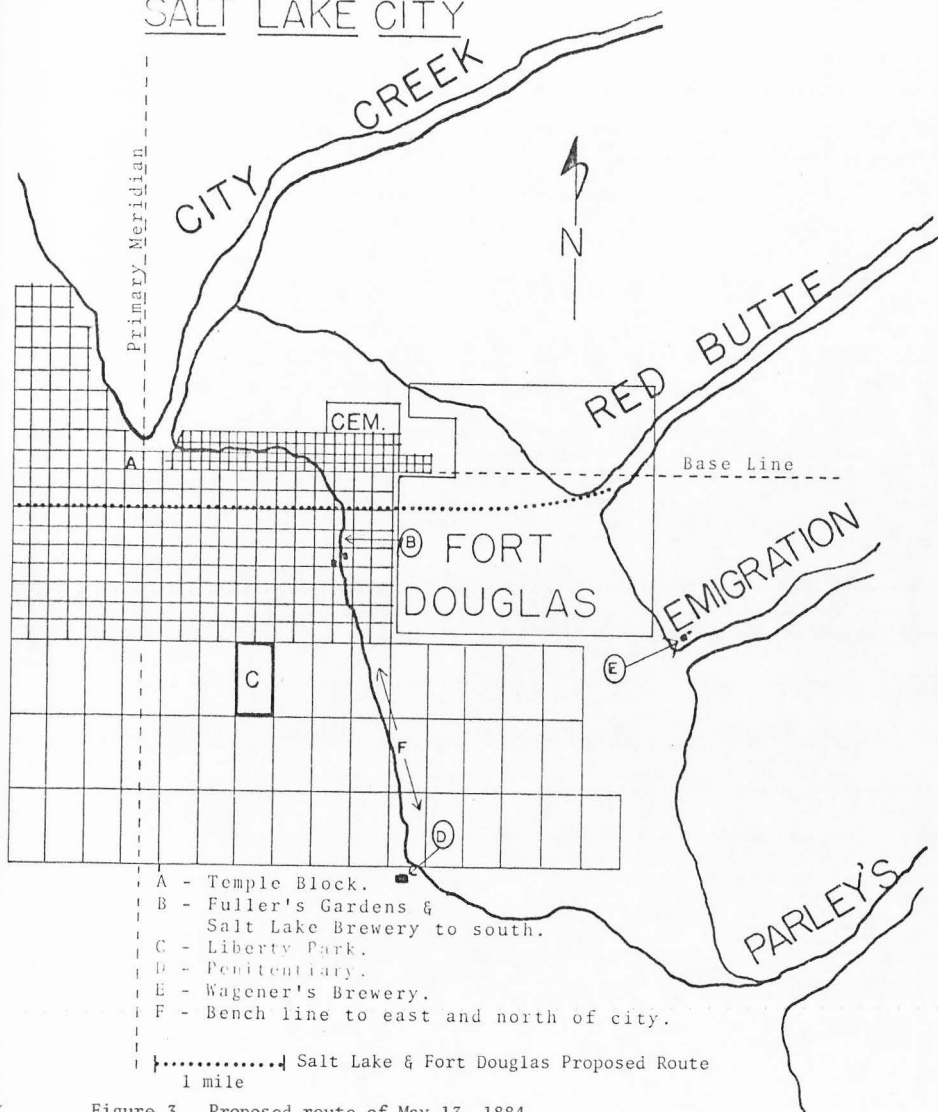 SALT LAKE CITY
CITY CREEK
Primary Meridian
N
RED BUTTE
CEM.
A
Base Line
B
FORT
DOUGLAS
EMIGRATION
E
C
F
D
PARLEY'S
A - Temple Block.
B - Fuller's Gardens &
Salt Lake Brewery to south.
C - Liberty Park.
D - Penitentiary.
E - Wagener's Brewery.
F - Bench line to east and north of city.
Salt Lake & Fort Douglas Proposed Route
1 mile
Figure 3. Proposed route of May 13, 1884